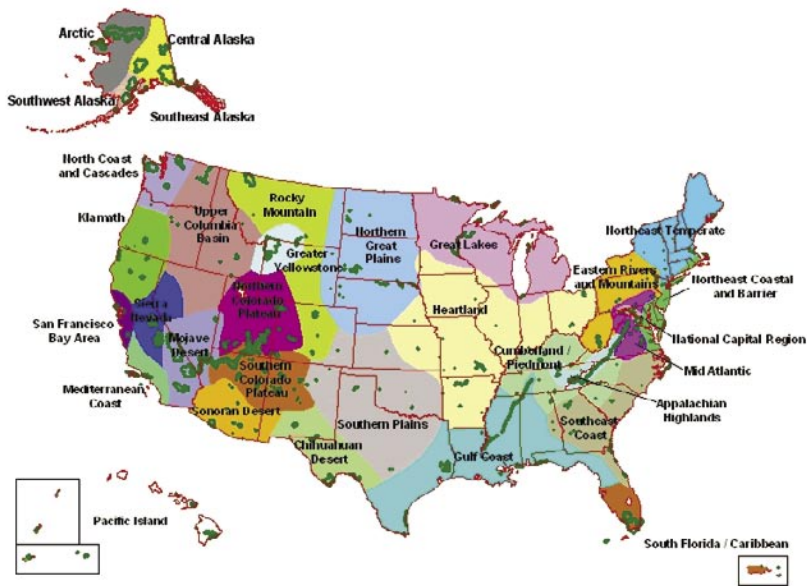 Arctic
Central Alaska
Southwest Alaska
Southeast Alaska
North Coast
and Cascades
Klamath
Upper
Columbia
Basin
Rocky
Mountain
Greater
Yellowstone
Northern
Great
Plains
Great Lakes
Northeast Temperate
Eastern Rivers
and Mountains
Northeast Coastal
and Barrier
Northern
Colorado
Plateau
Heartland
Sierra
Nevada
San Francisco
Bay Area
Mojave
Desert
National Capital Region
Cumberland /
Piedmont
Mid Atlantic
Mediterranean
Coast
Southern
Colorado
Plateau
Appalachian
Highlands
Sonoran Desert
Southern Plains
Southeast
Coast
Chihuahuan
Desert
Gulf Coast
Pacific Island
South Florida / Caribbean